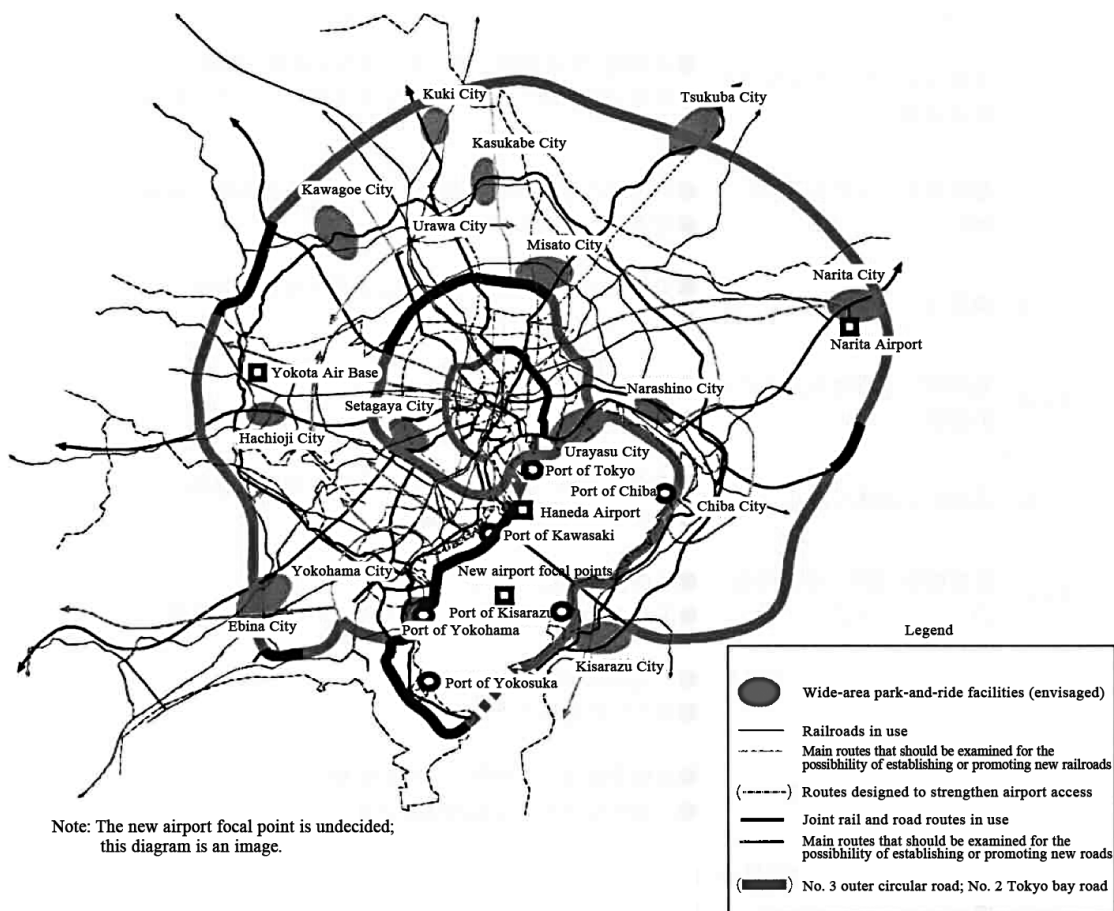 Kuki City
Tsukuba City
Kasukabe City
Kawagoe City
Urawa City
Misato City
Narita City
Narita Airport
Yokota Air Base
Narashino City
Setagaya City
Hachioji City
Urayasu City
Port of Tokyo
Port of Chiba
Chiba City
Haneda Airport
Port of Kawasaki
Yokohama City
New airport focal points
Port of Kisarazu
Ebina City
Port of Yokohama
Kisarazu City
Port of Yokosuka
Legend
Wide-area park-and-ride facilities (envisaged)
Railroads in use
Main routes that should be examined for the
possibhility of establishing or promoting new railroads
Routes designed to strengthen airport access
Joint rail and road routes in use
Main routes that should be examined for the
possibhility of establishing or promoting new roads
No. 3 outer circular road; No. 2 Tokyo bay road
Note: The new airport focal point is undecided;
this diagram is an image.